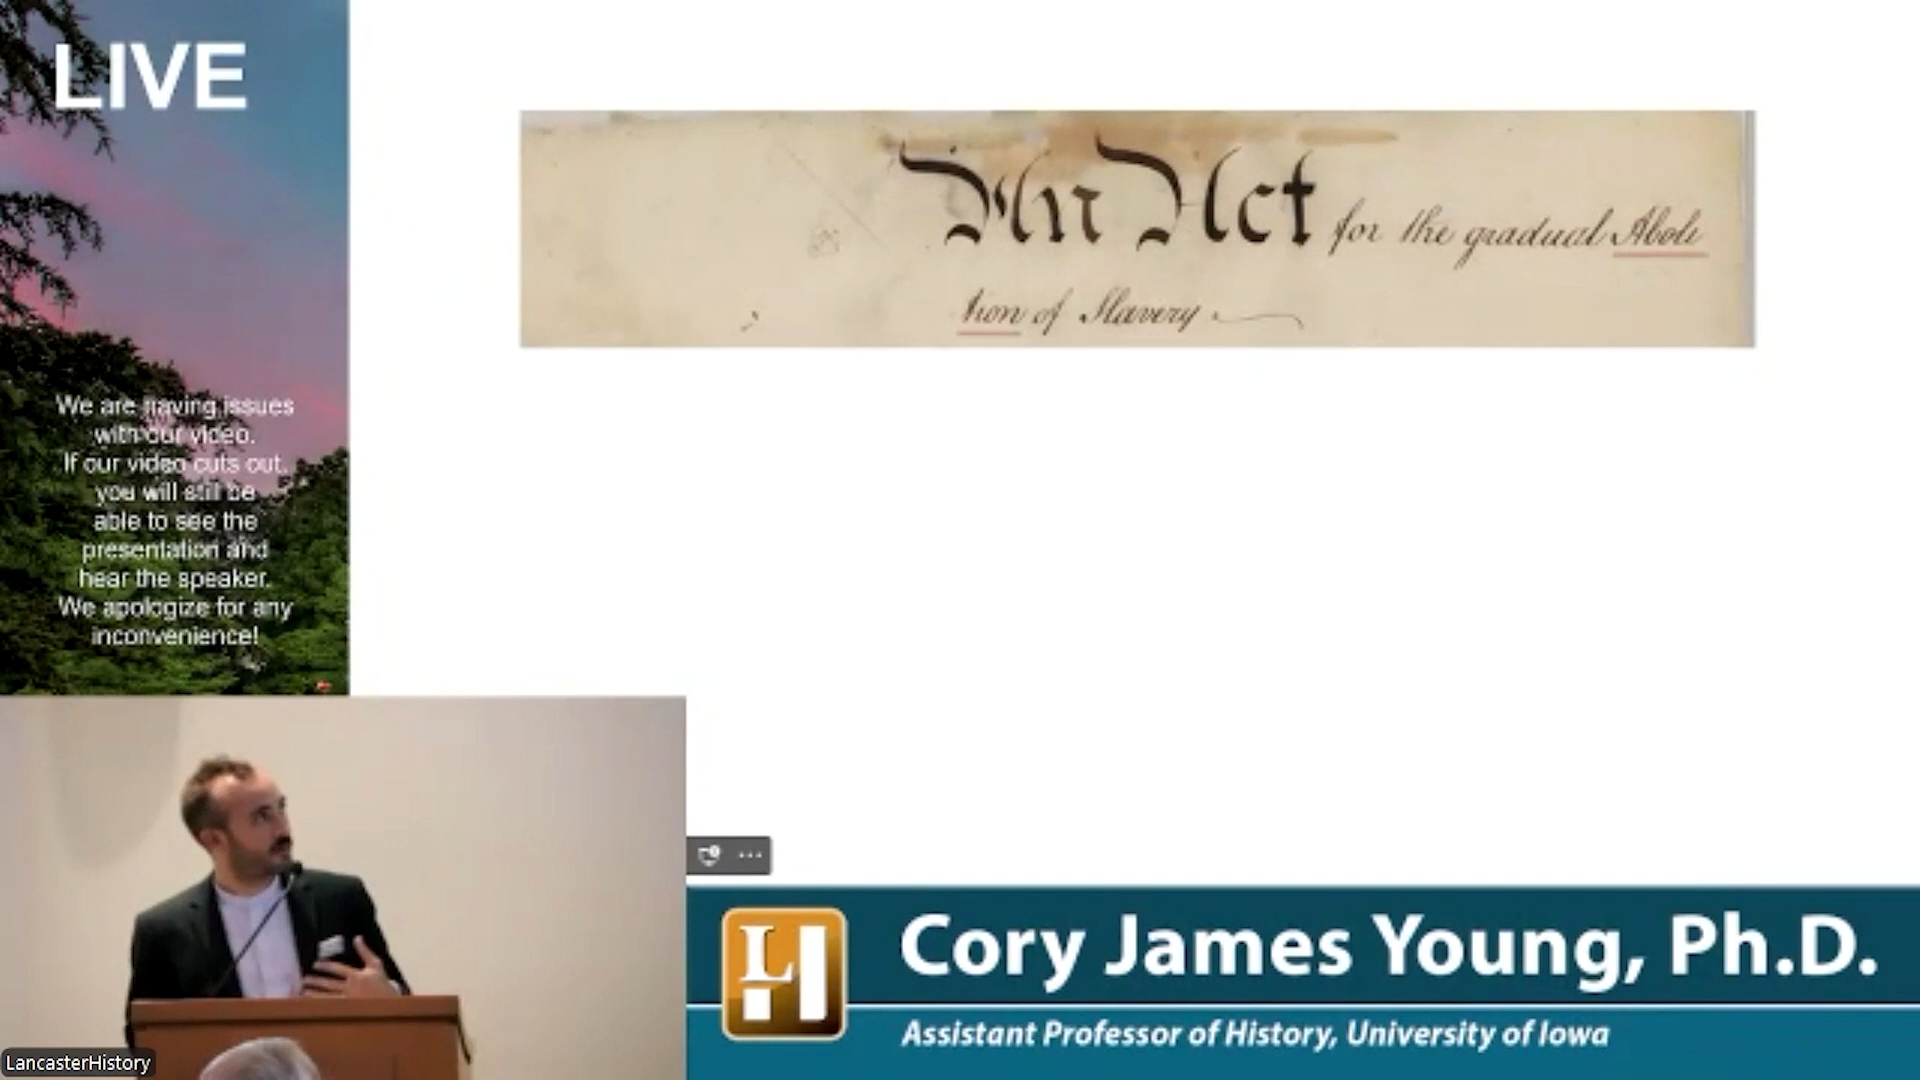 LIVE
An Act for the gradual Aboli
tion of Slavery
We are having issues
with our video.
If our video cuts out,
you will still be
able to see the
presentation and
hear the speaker.
We apologize for any
inconvenience!
LH
Cory James Young, Ph.D.
Assistant Professor of History, University of Iowa
LancasterHistory